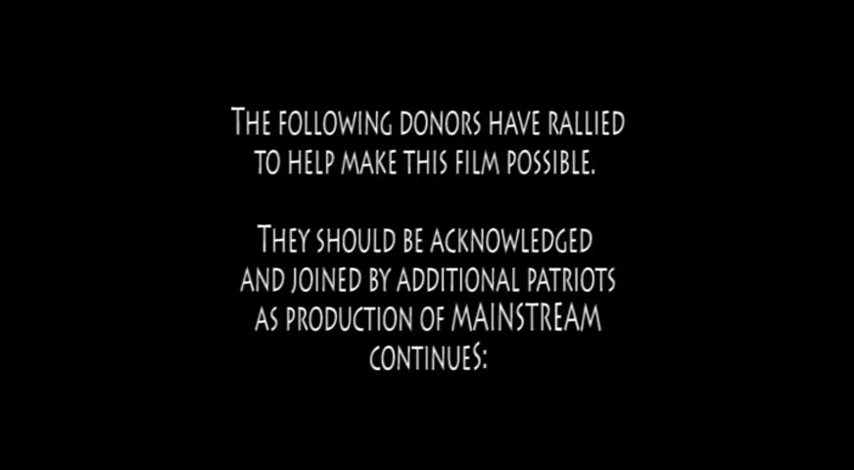 THE FOLLOWING DONORS HAVE RALLIED
TO HELP MAKE THIS FILM POSSIBLE.
THEY SHOULD BE ACKNOWLEDGED
AND JOINED BY ADDITIONAL PATRIOTS
AS PRODUCTION OF MAINSTREAM
CONTINUES: